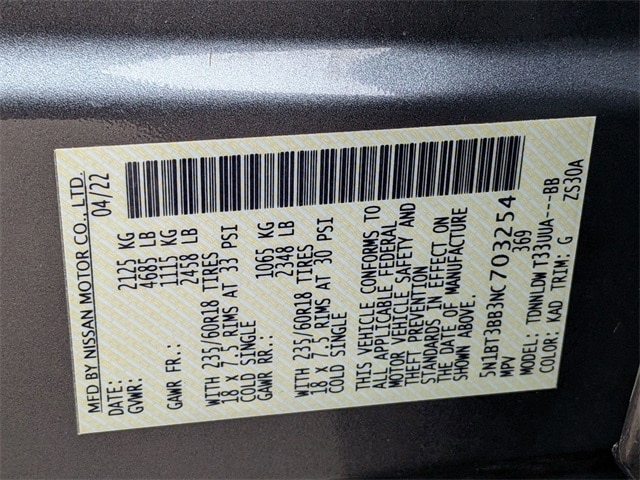 MFD BY NISSAN MOTOR CO., LTD.
DATE: 04/22
GVWR: 2125 KG
4685 LB
GAWR FR.: 1115 KG
2458 LB
WITH 235/60R18 TIRES
18 x 7.5 RIMS AT 33 PSI
COLD SINGLE
GAWR RR.: 1065 KG
2348 LB
WITH 235/60R18 TIRES
18 x 7.5 RIMS AT 30 PSI
COLD SINGLE
THIS VEHICLE CONFORMS TO
ALL APPLICABLE FEDERAL
MOTOR VEHICLE SAFETY AND
THEFT PREVENTION
STANDARDS IN EFFECT ON
THE DATE OF MANUFACTURE
SHOWN ABOVE.
5N1BT3BB3NC703254
MPV 369
MODEL: TDNNLDW T33UUA---BB
COLOR: KAD TRIM: G ZS30A